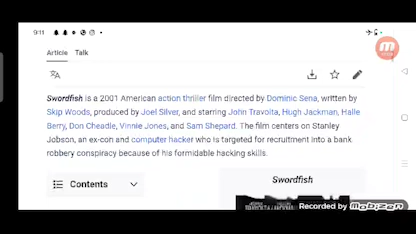 9:11
Article Talk
Swordfish is a 2001 American action thriller film directed by Dominic Sena, written by
Skip Woods, produced by Joel Silver, and starring John Travolta, Hugh Jackman, Halle
Berry, Don Cheadle, Vinnie Jones, and Sam Shepard. The film centers on Stanley
Jobson, an ex-con and computer hacker who is targeted for recruitment into a bank
robbery conspiracy because of his formidable hacking skills.
Contents
Swordfish
TRAVOLTA JACKMAN
Recorded by Mobizen